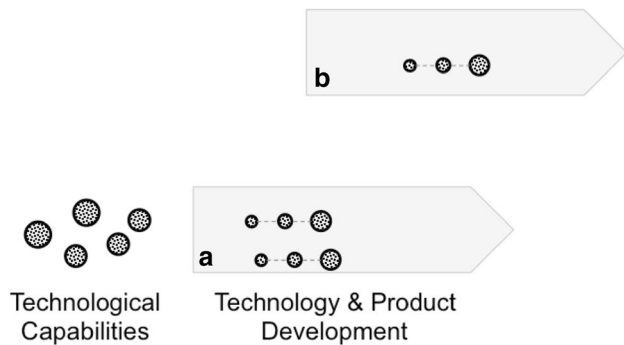 b
a
Technological
Capabilities
Technology & Product
Development